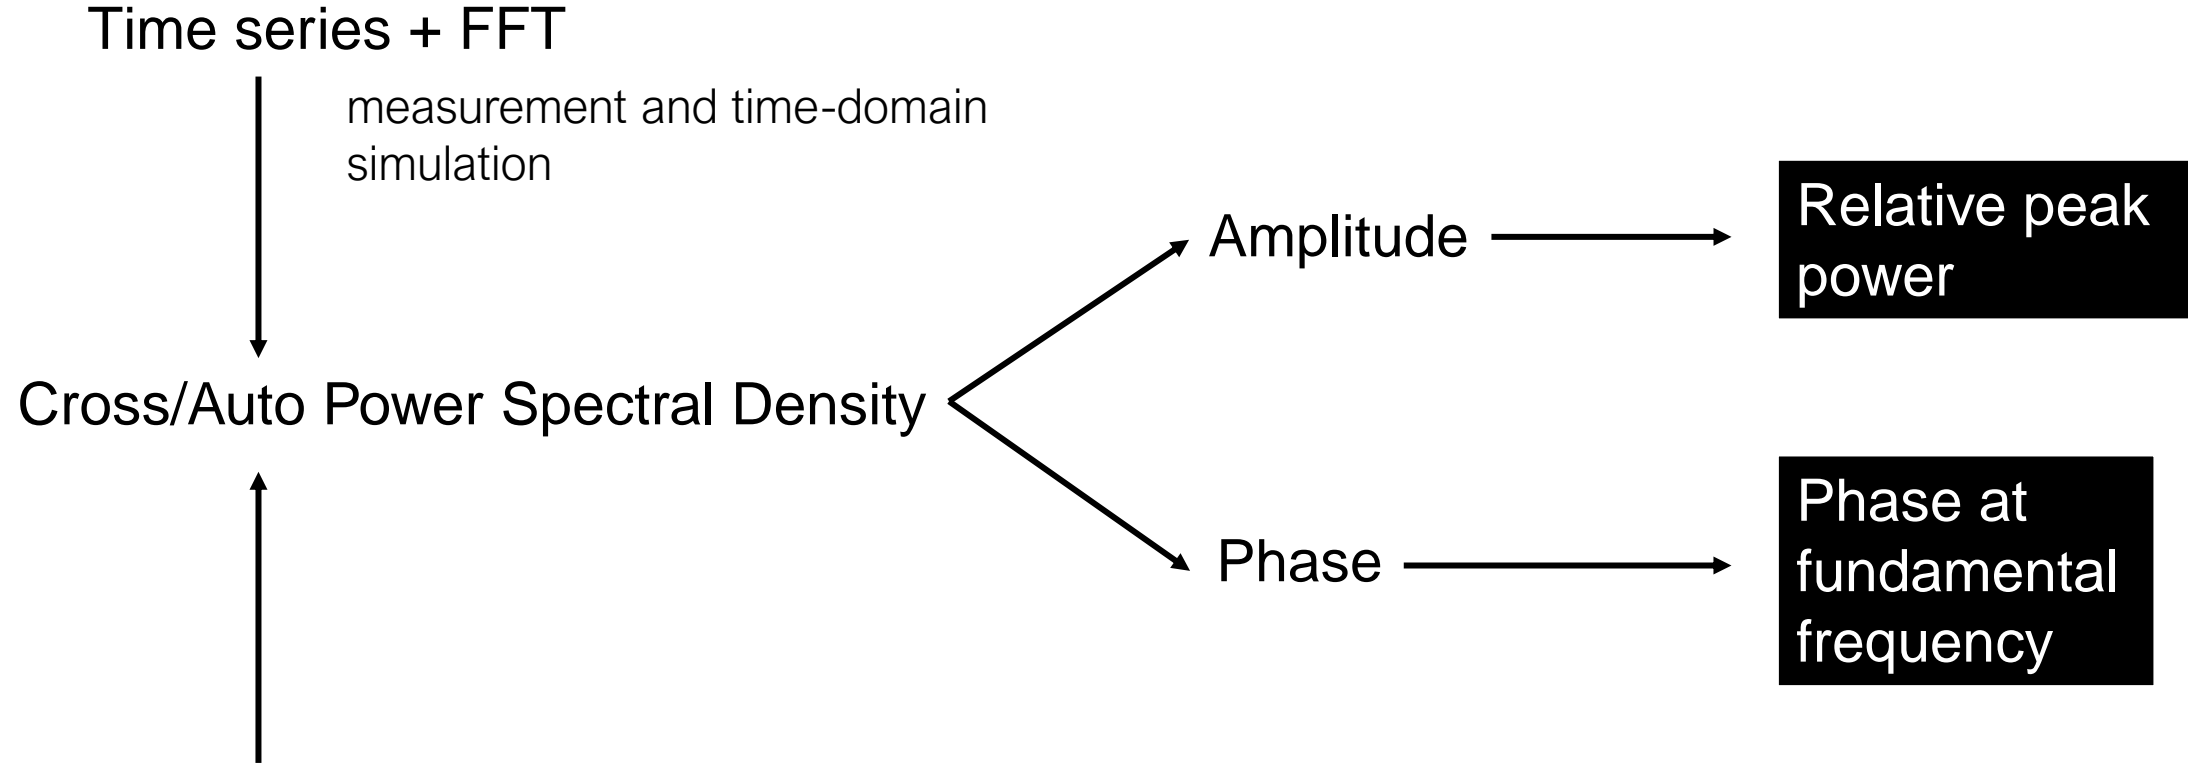 Time series + FFT
measurement and time-domain
simulation
Amplitude
Relative peak
power
Cross/Auto Power Spectral Density
Phase
Phase at
fundamental
frequency